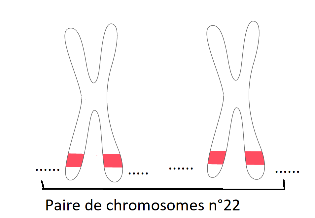 ...... ..... ...... .....
Paire de chromosomes n°22